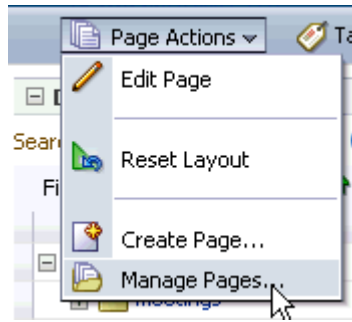 Page Actions
Edit Page
Reset Layout
Create Page...
Manage Pages...